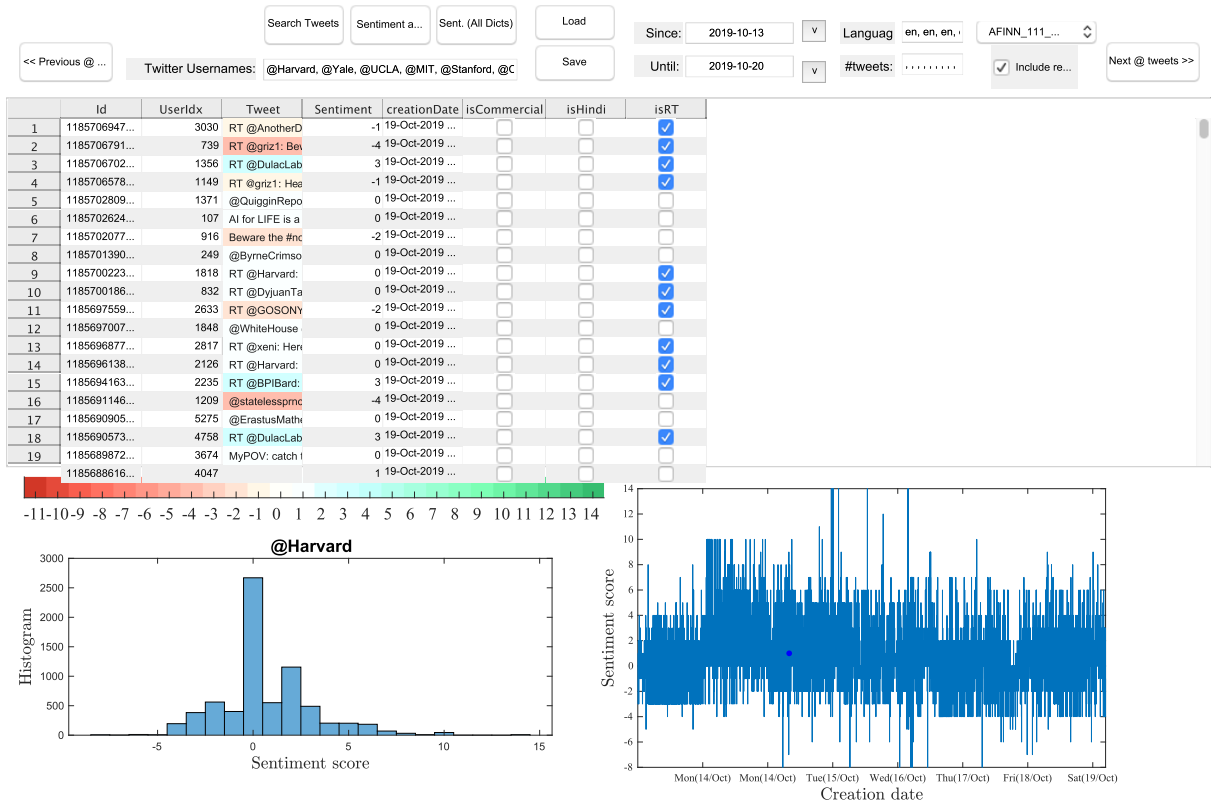 Search Tweets Sentiment a... Sent. (All Dicts) Load
Since: 2019-10-13 v Languag en, en, en, AFINN_111_...
<< Previous @ ... Twitter Usernames: @Harvard, @Yale, @UCLA, @MIT, @Stanford, Save
Until: 2019-10-20 v #tweets: , , , , , , , , , Include re... Next @ tweets >>
Id UserIdx Tweet Sentiment creationDate isCommercial isHindi isRT
1 1185706947... 3030 RT @AnotherD -1 19-Oct-2019 ...
2 1185706791... 739 RT @griz1: Bew -4 19-Oct-2019 ...
3 1185706702... 1356 RT @DulacLab 3 19-Oct-2019 ...
4 1185706578... 1149 RT @griz1: Hea -1 19-Oct-2019 ...
5 1185702809... 1371 @QuigginRepo 0 19-Oct-2019 ...
6 1185702624... 107 AI for LIFE is a 0 19-Oct-2019 ...
7 1185702077... 916 Beware the #no -2 19-Oct-2019 ...
8 1185701390... 249 @ByrneCrimso 0 19-Oct-2019 ...
9 1185700223... 1818 RT @Harvard: 0 19-Oct-2019 ...
10 1185700186... 832 RT @DyjuanTa 0 19-Oct-2019 ...
11 1185697559... 2633 RT @GOSONY -2 19-Oct-2019 ...
12 1185697007... 1848 @WhiteHouse 0 19-Oct-2019 ...
13 1185696877... 2817 RT @xeni: Here 0 19-Oct-2019 ...
14 1185696138... 2126 RT @Harvard: 0 19-Oct-2019 ...
15 1185694163... 2235 RT @BPIBard: 3 19-Oct-2019 ...
16 1185691146... 1209 @statelessprnc -4 19-Oct-2019 ...
17 1185690905... 5275 @ErastusMathe 0 19-Oct-2019 ...
18 1185690573... 4758 RT @DulacLab 3 19-Oct-2019 ...
19 1185689872... 3674 MyPOV: catch 0 19-Oct-2019 ...
1185688616... 4047 1 19-Oct-2019 ...
-11 -10 -9 -8 -7 -6 -5 -4 -3 -2 -1 0 1 2 3 4 5 6 7 8 9 10 11 12 13 14
@Harvard
3000
2500
2000
1500
1000
500
0
Histogram
-5 0 5 10 15
Sentiment score
14
12
10
8
6
4
2
0
-2
-4
-6
-8
Sentiment score
Mon(14/Oct) Mon(14/Oct) Tue(15/Oct) Wed(16/Oct) Thu(17/Oct) Fri(18/Oct) Sat(19/Oct)
Creation date